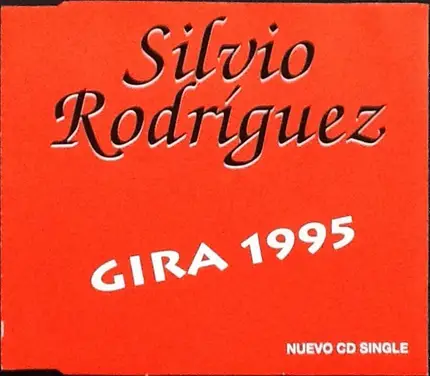 Silvio
Rodríguez
GIRA 1995
NUEVO CD SINGLE